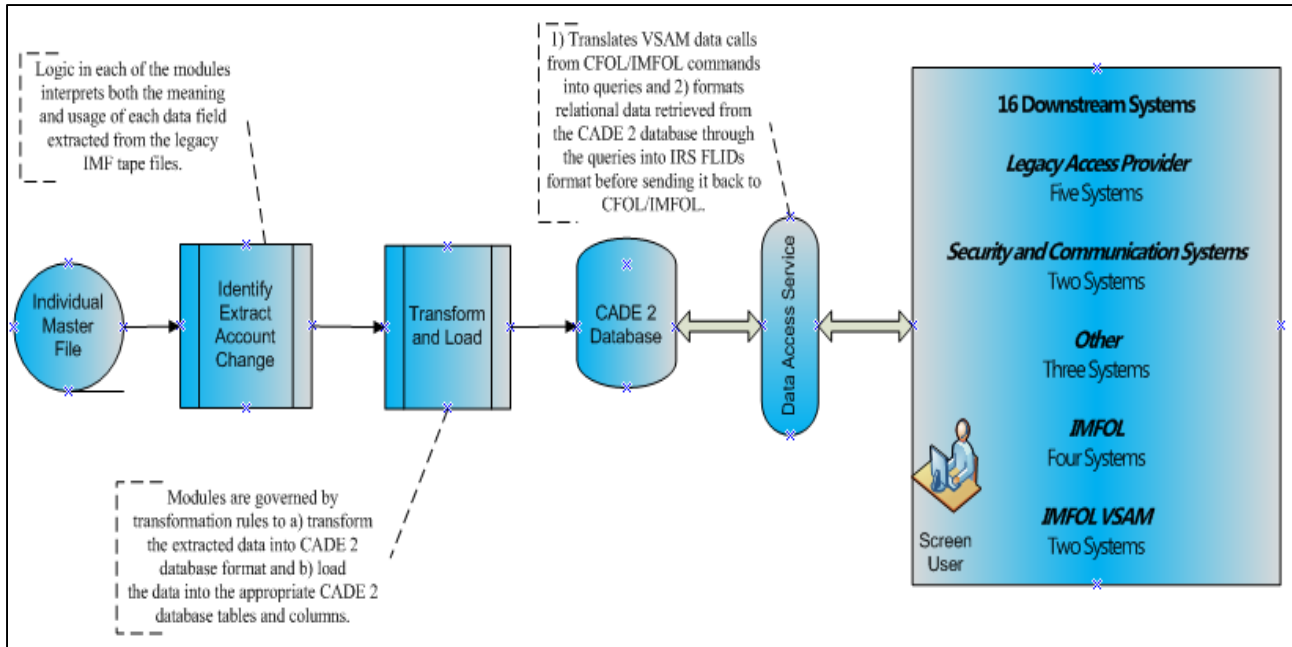 Logic in each of the modules
interprets both the meaning
and usage of each data field
extracted from the legacy
IMF tape files.
1) Translates VSAM data calls
from CFOL/IMFOL commands
into queries and 2) formats
relational data retrieved from
the CADE 2 database through
the queries into IRS FLIDs
format before sending it back to
CFOL/IMFOL.
Individual
Master
File
Identify
Extract
Account
Change
Transform
and Load
CADE 2
Database
Data Access Service
16 Downstream Systems
Legacy Access Provider
Five Systems
Security and Communication Systems
Two Systems
Other
Three Systems
IMFOL
Four Systems
IMFOL VSAM
Two Systems
Screen
User
Modules are governed by
transformation rules to a) transform
the extracted data into CADE 2
database format and b) load
the data into the appropriate CADE 2
database tables and columns.